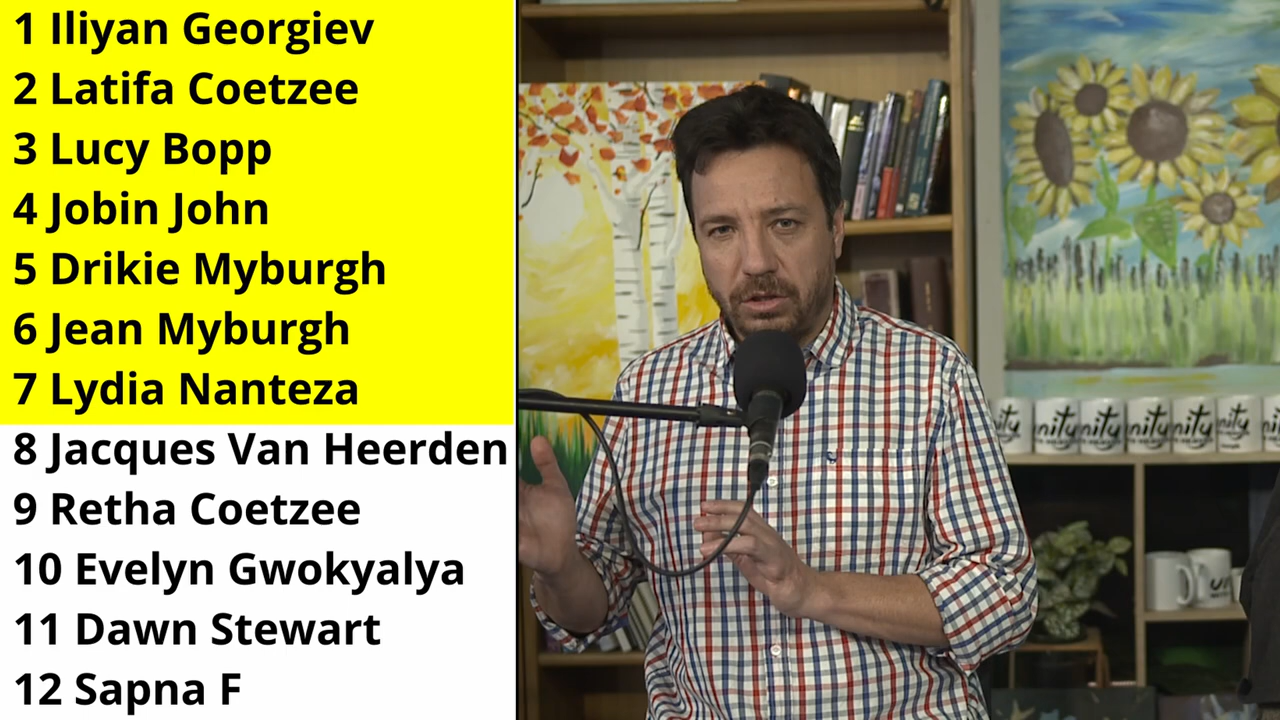 1 Iliyan Georgiev
2 Latifa Coetzee
3 Lucy Bopp
4 Jobin John
5 Drikie Myburgh
6 Jean Myburgh
7 Lydia Nanteza
8 Jacques Van Heerden
9 Retha Coetzee
10 Evelyn Gwokyalya
11 Dawn Stewart
12 Sapna F
unity